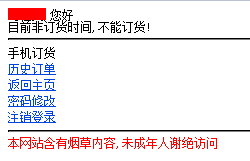 您好
目前非订货时间,不能订货!
手机订货
历史订单
返回主页
密码修改
注销登录
本网站含有烟草内容,未成年人谢绝访问